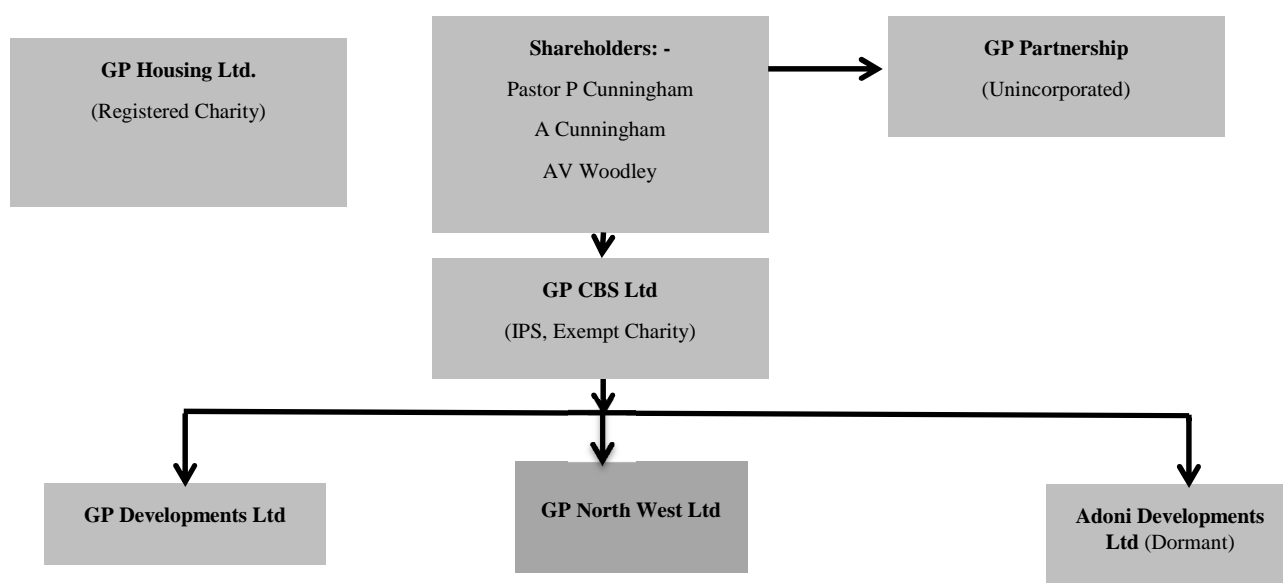 GP Housing Ltd.
(Registered Charity)
Shareholders: -
Pastor P Cunningham
A Cunningham
AV Woodley
GP Partnership
(Unincorporated)
GP CBS Ltd
(IPS, Exempt Charity)
GP Developments Ltd
GP North West Ltd
Adoni Developments
Ltd (Dormant)